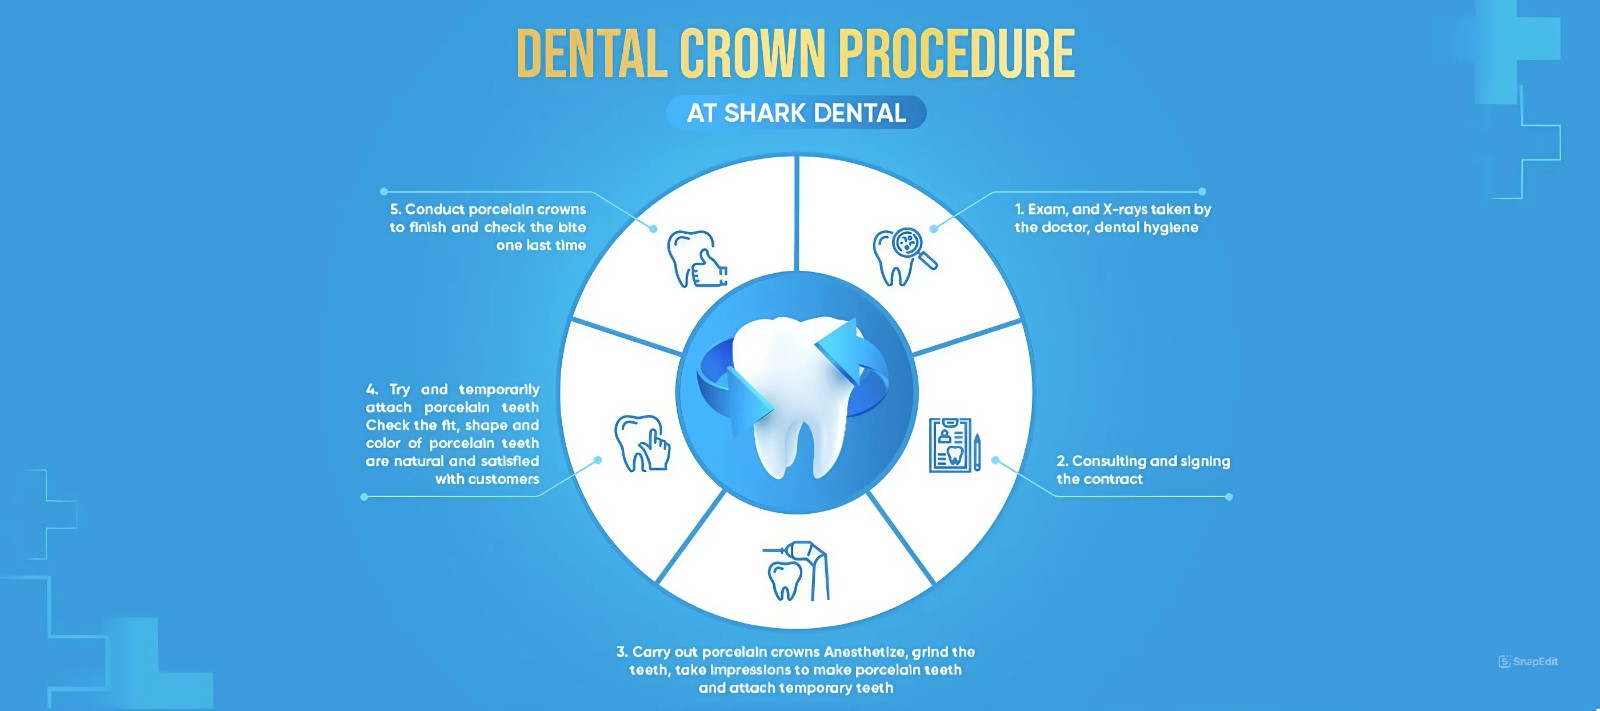 DENTAL CROWN PROCEDURE
AT SHARK DENTAL
1. Exam, and X-rays taken by
the doctor, dental hygiene
2. Consulting and signing
the contract
3. Carry out porcelain crowns Anesthetize, grind the
teeth, take impressions to make porcelain teeth
and attach temporary teeth
4. Try and temporarily
attach porcelain teeth
Check the fit, shape and
color of porcelain teeth
are natural and satisfied
with customers
5. Conduct porcelain crowns
to finish and check the bite
one last time
SnapEdit